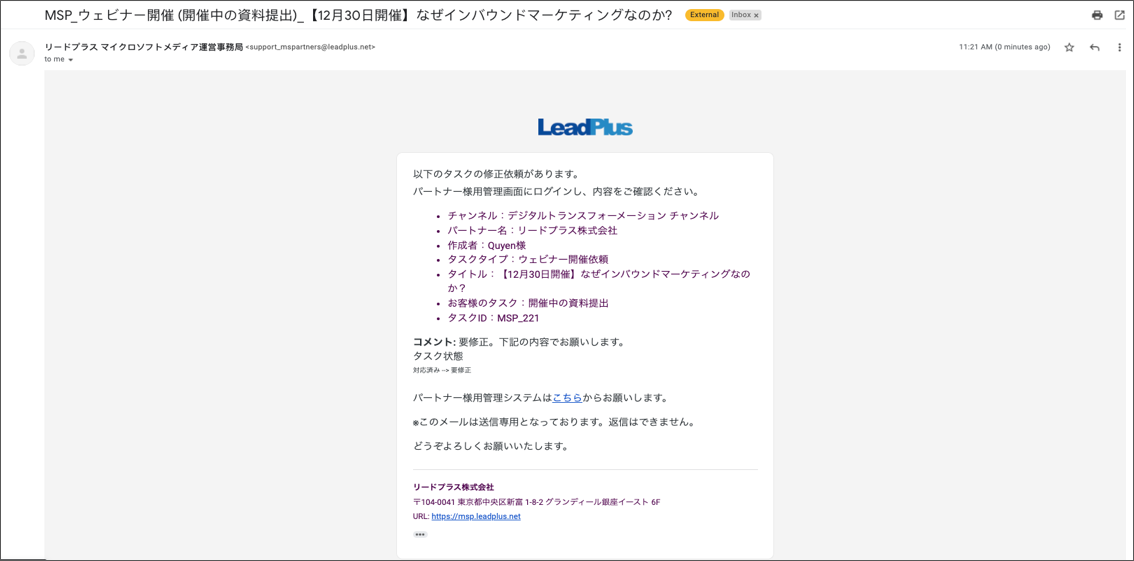 MSP_ウェビナー開催 (開催中の資料提出)_【12月30日開催】なぜインバウンドマーケティングなのか? External Inbox ×
リードプラス マイクロソフトメディア運営事務局 <support_mspartners@leadplus.net> 11:21 AM (0 minutes ago)
to me
LeadPlus
以下のタスクの修正依頼があります。
パートナー様用管理画面にログインし、内容をご確認ください。
• チャンネル：デジタルトランスフォーメーション チャンネル
• パートナー名：リードプラス株式会社
• 作成者：Quyen様
• タスクタイプ：ウェビナー開催依頼
• タイトル：【12月30日開催】なぜインバウンドマーケティングなの
か？
• お客様のタスク：開催中の資料提出
• タスクID：MSP_221
コメント: 要修正。下記の内容でお願いします。
タスク状態
対応済み --> 要修正
パートナー様用管理システムはこちらからお願いします。
※このメールは送信専用となっております。返信はできません。
どうぞよろしくお願いいたします。
リードプラス株式会社
〒104-0041 東京都中央区新富 1-8-2 グランディール銀座イースト 6F
URL: https://msp.leadplus.net